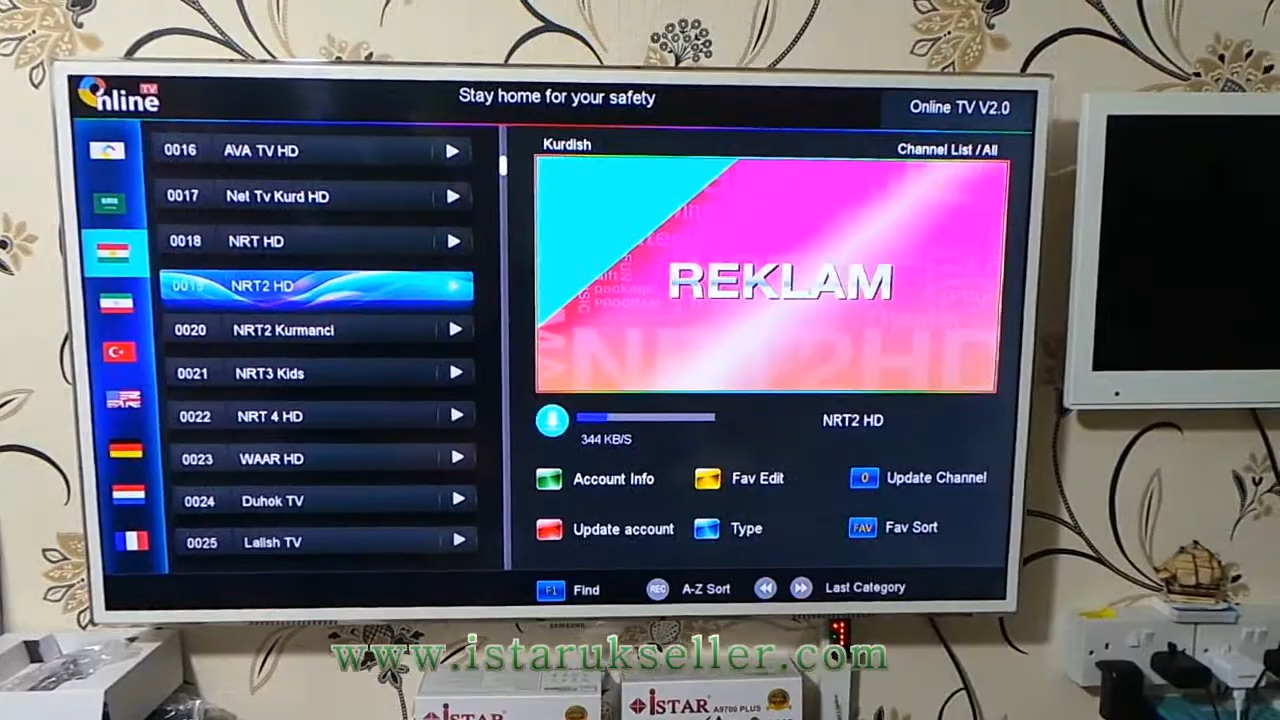 Online TV
Stay home for your safety
Online TV V2.0
0016 AVA TV HD
0017 Net Tv Kurd HD
0018 NRT HD
0019 NRT2 HD
0020 NRT2 Kurmanci
0021 NRT3 Kids
0022 NRT 4 HD
0023 WAAR HD
0024 Duhok TV
0025 Lalish TV
Kurdish
Channel List / All
REKLAM
NRT2HD
344 KB/S
NRT2 HD
Account Info
Fav Edit
0 Update Channel
Update account
Type
FAV Fav Sort
F1 Find
REC A-Z Sort
Last Category
SAMSUNG
www.istarukseller.com
iSTAR
iSTAR A9700 PLUS